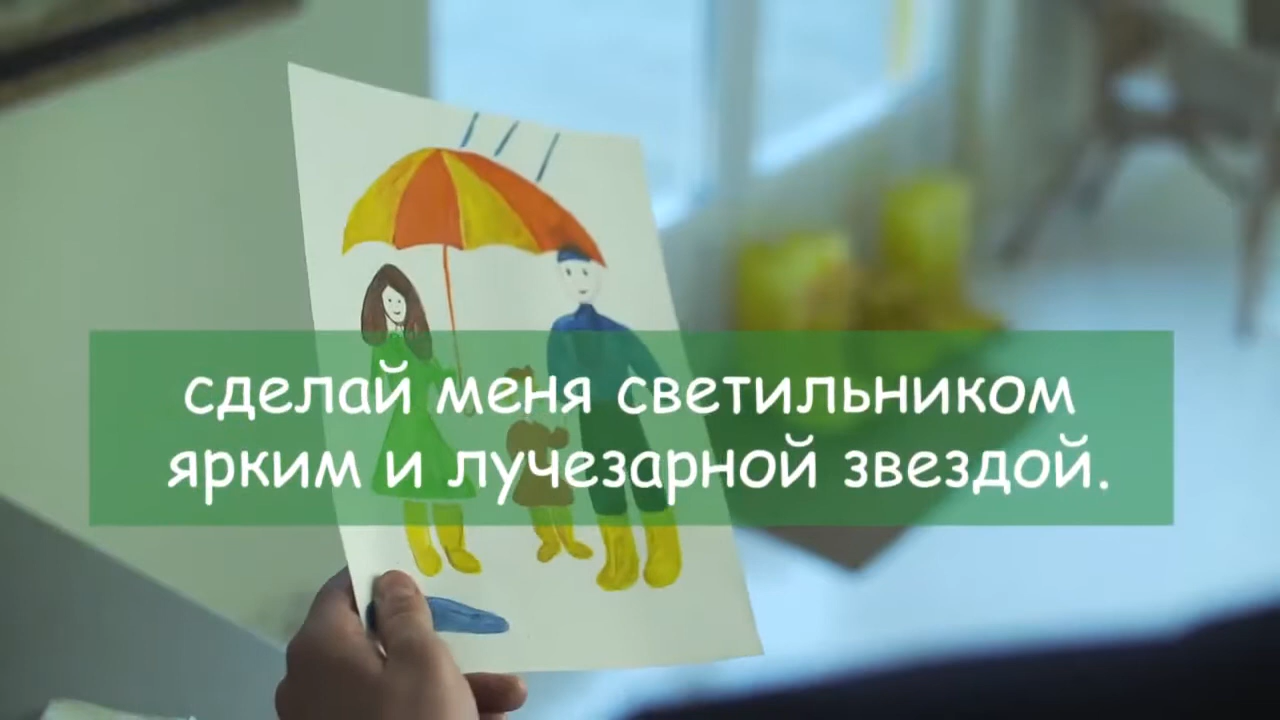 сделай меня светильником
ярким и лучезарной звездой.